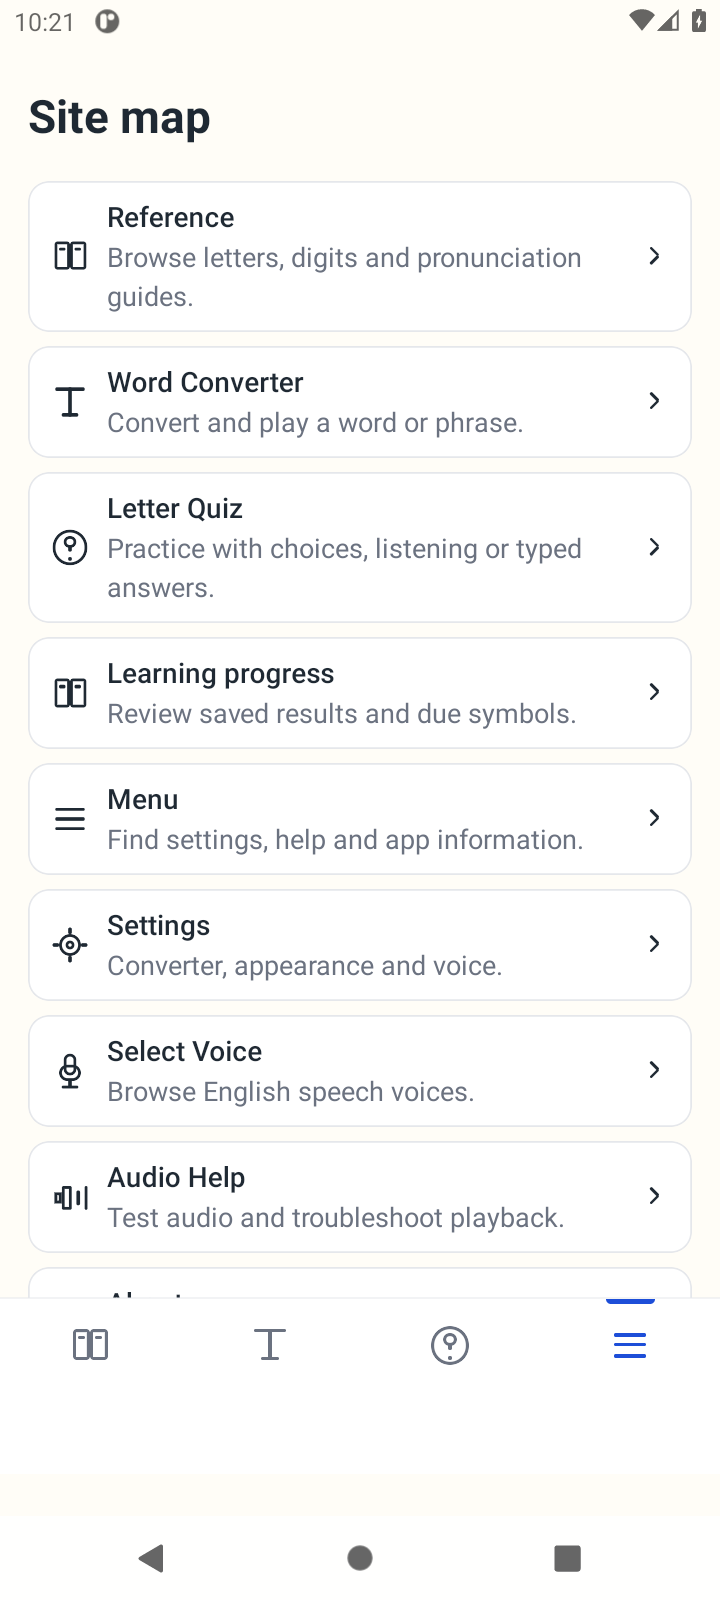 10:21
Site map
Reference
Browse letters, digits and pronunciation
guides.
Word Converter
Convert and play a word or phrase.
Letter Quiz
Practice with choices, listening or typed
answers.
Learning progress
Review saved results and due symbols.
Menu
Find settings, help and app information.
Settings
Converter, appearance and voice.
Select Voice
Browse English speech voices.
Audio Help
Test audio and troubleshoot playback.